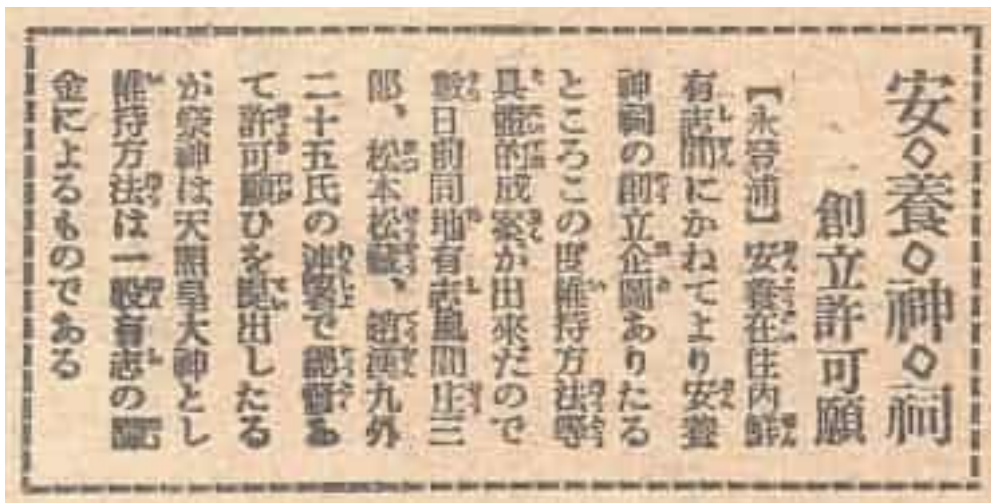 安◇養◇神◇祠
創立許可願
【永登浦】安養在住内鮮
有志間にかねてより安養
神祠の創立企圖ありたる
ところこの度維持方法等
具體的成案が出來だので
數日前同地有志風間庄三
郎、松本松藏、趙漢九外
二十五氏の連署で總督あ
て許可願ひを提出したる
が祭神は天照皇大神とし
維持方法は一般有志の醵
金によるものである